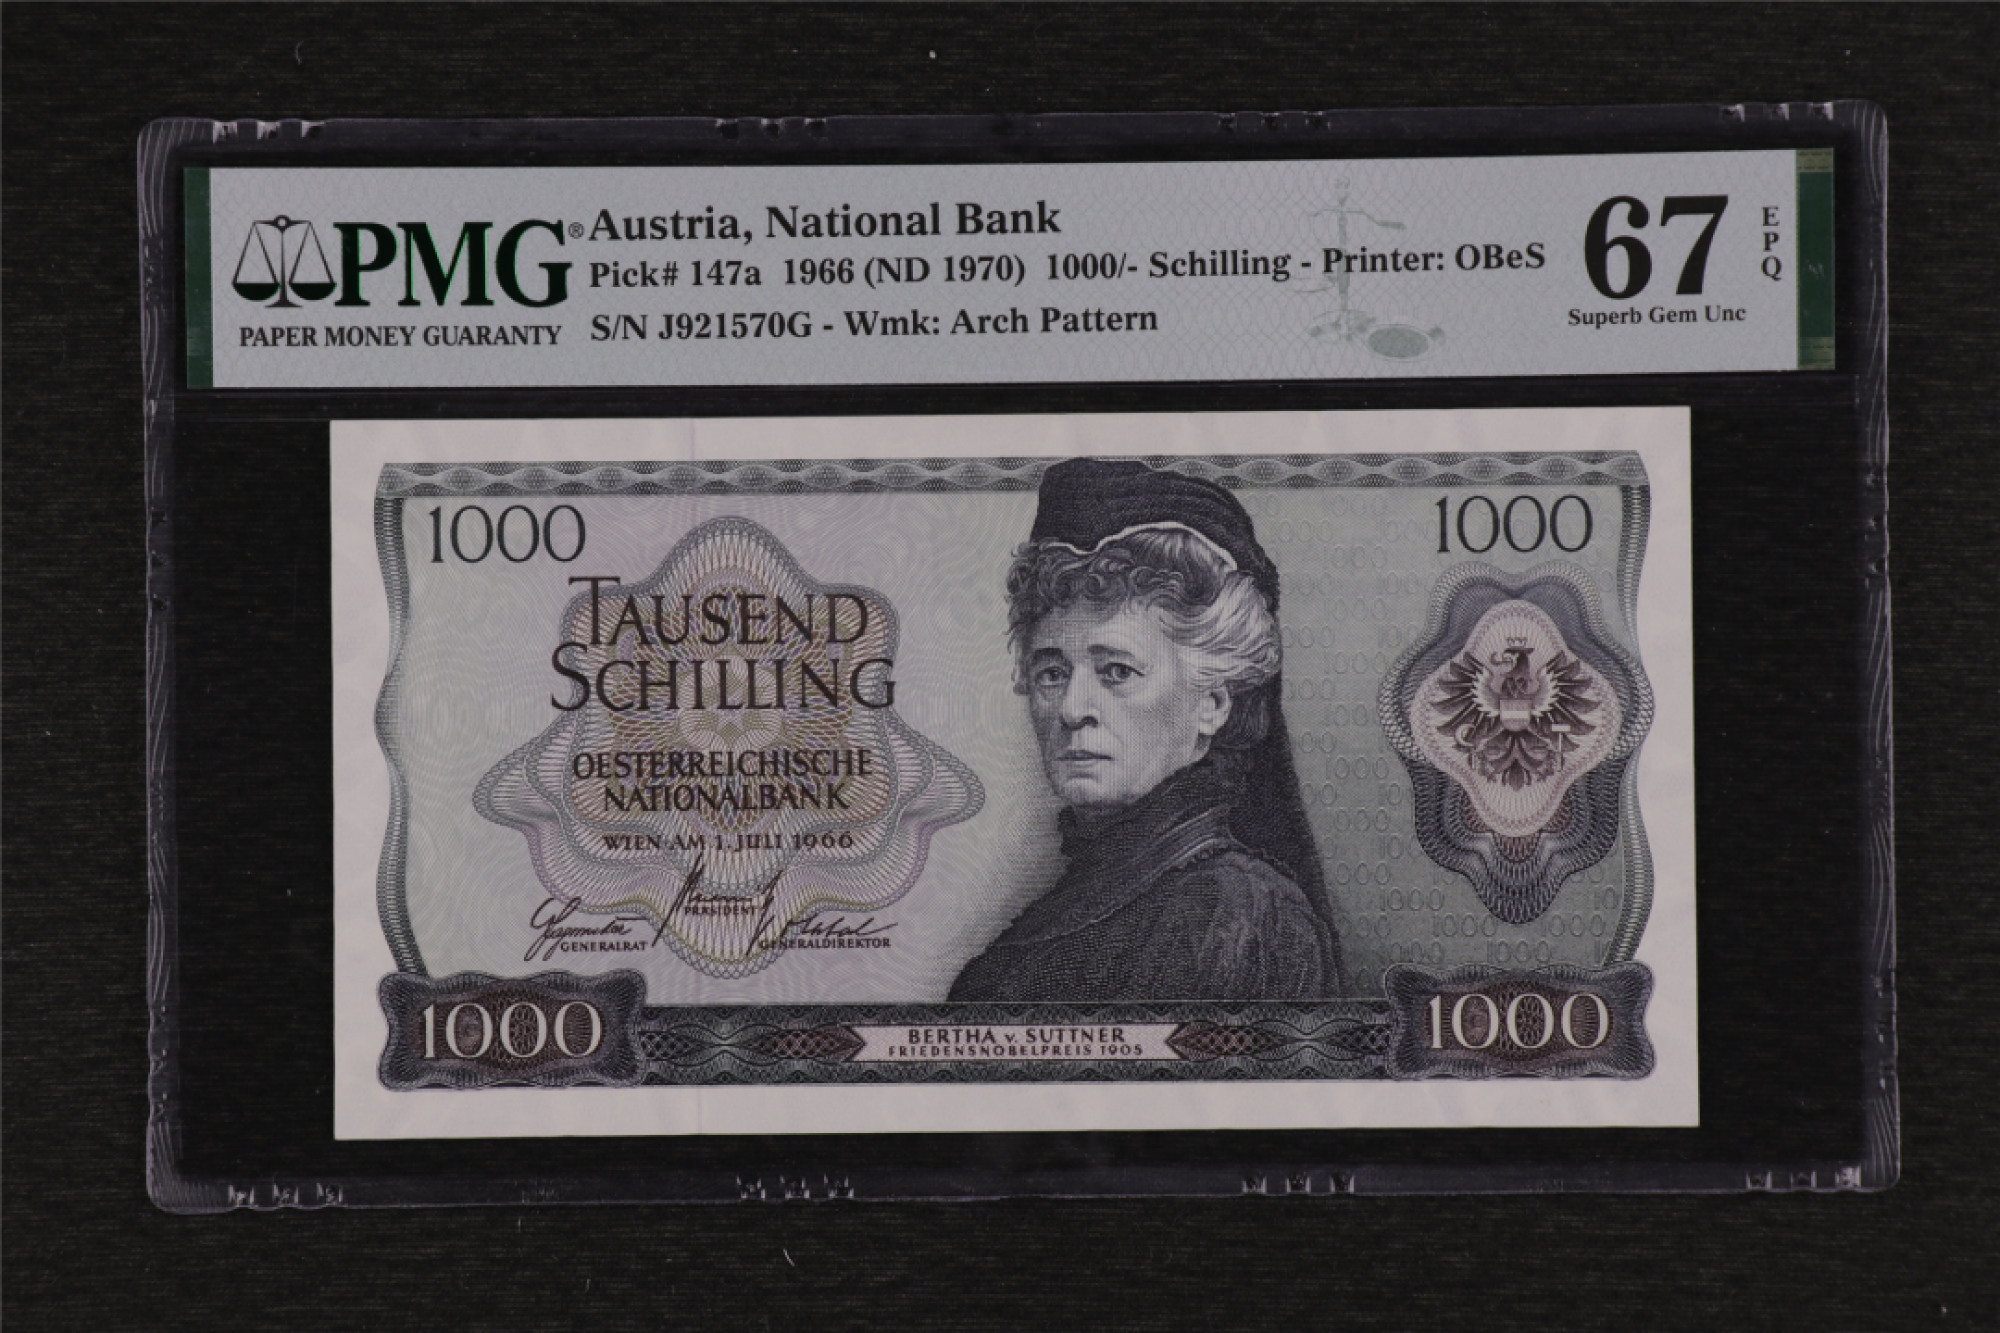 PMG®
PAPER MONEY GUARANTY
Austria, National Bank
Pick# 147a 1966 (ND 1970) 1000/- Schilling - Printer: OBeS
S/N J921570G - Wmk: Arch Pattern
67
EPQ
Superb Gem Unc
1000
1000
TAUSEND
SCHILLING
OESTERREICHISCHE
NATIONALBANK
WIEN·AM 1. JULI 1966
PRÄSIDENT
GENERALRAT
GENERALDIREKTOR
1000
BERTHA v. SUTTNER
FRIEDENSNOBELPREIS 1905
1000